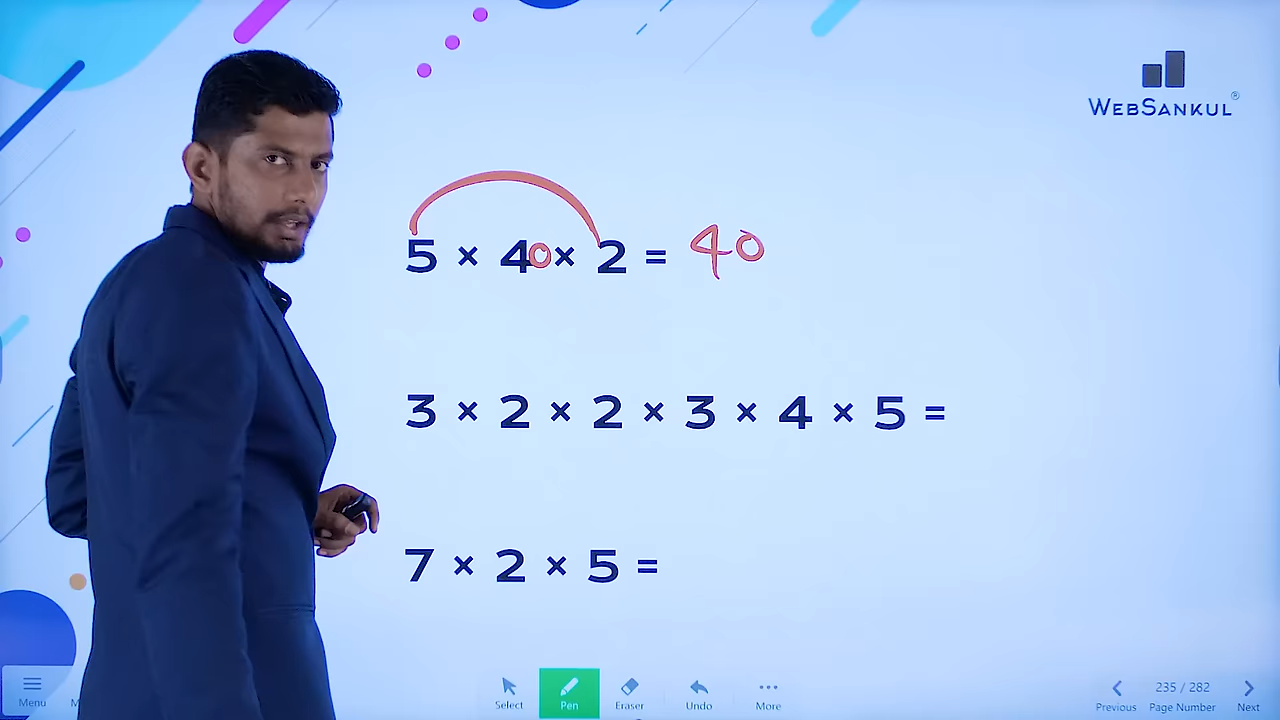 WEBSANKUL®
5 × 40 × 2 = 40
3 × 2 × 2 × 3 × 4 × 5 =
7 × 2 × 5 =
Menu
M
Select
Pen
Eraser
Undo
More
Previous
235 / 282
Page Number
Next